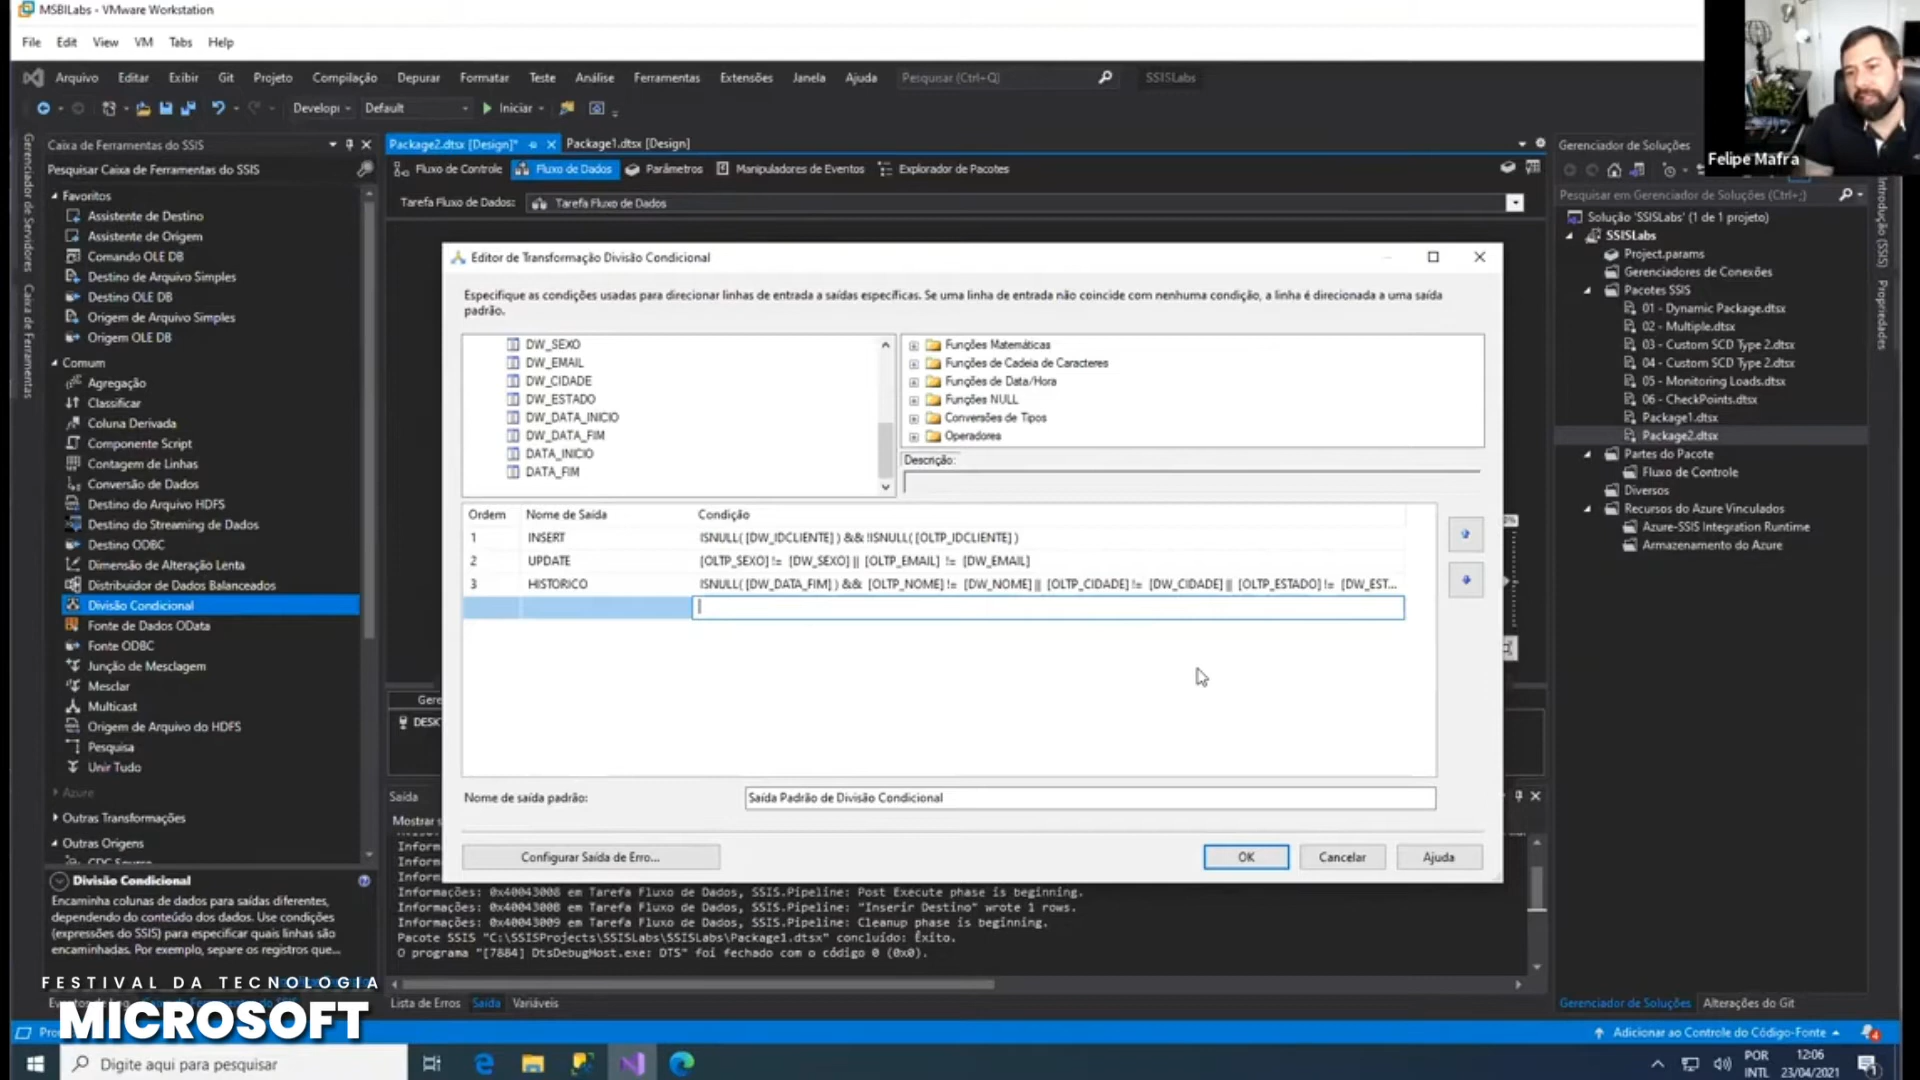 MSBILabs - VMware Workstation
File Edit View VM Tabs Help
Arquivo Editar Exibir Git Projeto Compilação Depurar Formatar Teste Análise Ferramentas Extensões Janela Ajuda Pesquisar (Ctrl+Q) SSISLabs
Developi Default Iniciar
Felipe Mafra
Gerenciador de Servidores
Caixa de Ferramentas
Caixa de Ferramentas do SSIS
Pesquisar Caixa de Ferramentas do SSIS
Favoritos
Assistente de Destino
Assistente de Origem
Comando OLE DB
Destino de Arquivo Simples
Destino OLE DB
Origem de Arquivo Simples
Origem OLE DB
Comum
Agregação
Classificar
Coluna Derivada
Componente Script
Contagem de Linhas
Conversão de Dados
Destino do Arquivo HDFS
Destino do Streaming de Dados
Destino ODBC
Dimensão de Alteração Lenta
Distribuidor de Dados Balanceados
Divisão Condicional
Fonte de Dados OData
Fonte ODBC
Junção de Mesclagem
Mesclar
Multicast
Origem de Arquivo do HDFS
Pesquisa
Unir Tudo
Azure
Outras Transformações
Outras Origens
CDC Source
Divisão Condicional
Encaminha colunas de dados para saídas diferentes,
dependendo do conteúdo dos dados. Use condições
(expressões do SSIS) para especificar quais linhas são
encaminhadas. Por exemplo, separe os registros que...
Package2.dtsx [Design]* Package1.dtsx [Design]
Fluxo de Controle Fluxo de Dados Parâmetros Manipuladores de Eventos Explorador de Pacotes
Tarefa Fluxo de Dados: Tarefa Fluxo de Dados
Editor de Transformação Divisão Condicional
Especifique as condições usadas para direcionar linhas de entrada a saídas específicas. Se uma linha de entrada não coincide com nenhuma condição, a linha é direcionada a uma saída
padrão.
DW_SEXO
DW_EMAIL
DW_CIDADE
DW_ESTADO
DW_DATA_INICIO
DW_DATA_FIM
DATA_INICIO
DATA_FIM
Funções Matemáticas
Funções de Cadeia de Caracteres
Funções de Data/Hora
Funções NULL
Conversões de Tipos
Operadores
Descrição:
Ordem Nome de Saída Condição
1 INSERT ISNULL( [DW_IDCLIENTE] ) && !ISNULL( [OLTP_IDCLIENTE] )
2 UPDATE [OLTP_SEXO] != [DW_SEXO] || [OLTP_EMAIL] != [DW_EMAIL]
3 HISTORICO ISNULL( [DW_DATA_FIM] ) && [OLTP_NOME] != [DW_NOME] || [OLTP_CIDADE] != [DW_CIDADE] || [OLTP_ESTADO] != [DW_EST...
Nome de saída padrão: Saída Padrão de Divisão Condicional
Configurar Saída de Erro... OK Cancelar Ajuda
Gere
DESK
Saída
Mostrar s
Inform
Inform
Inform
Informações: 0x40043008 em Tarefa Fluxo de Dados, SSIS.Pipeline: Post Execute phase is beginning.
Informações: 0x4004300B em Tarefa Fluxo de Dados, SSIS.Pipeline: "Inserir Destino" wrote 1 rows.
Informações: 0x40043009 em Tarefa Fluxo de Dados, SSIS.Pipeline: Cleanup phase is beginning.
Pacote SSIS "C:\SSISProjects\SSISLabs\SSISLabs\Package1.dtsx" concluído: Êxito.
O programa "[7884] DtsDebugHost.exe: DTS" foi fechado com o código 0 (0x0).
Lista de Erros Saída Variáveis
Gerenciador de Soluções
Pesquisar em Gerenciador de Soluções (Ctrl+;)
Solução 'SSISLabs' (1 de 1 projeto)
SSISLabs
Project.params
Gerenciadores de Conexões
Pacotes SSIS
01 - Dynamic Package.dtsx
02 - Multiple.dtsx
03 - Custom SCD Type 2.dtsx
04 - Custom SCD Type 2.dtsx
05 - Monitoring Loads.dtsx
06 - CheckPoints.dtsx
Package1.dtsx
Package2.dtsx
Partes do Pacote
Fluxo de Controle
Diversos
Recursos do Azure Vinculados
Azure-SSIS Integration Runtime
Armazenamento do Azure
Gerenciador de Soluções Alterações do Git
Introdução (SSIS)
Propriedades
FESTIVAL DA TECNOLOGIA
MICROSOFT
Adicionar ao Controle do Código-Fonte
Digite aqui para pesquisar
POR
INTL
12:06
23/04/2021